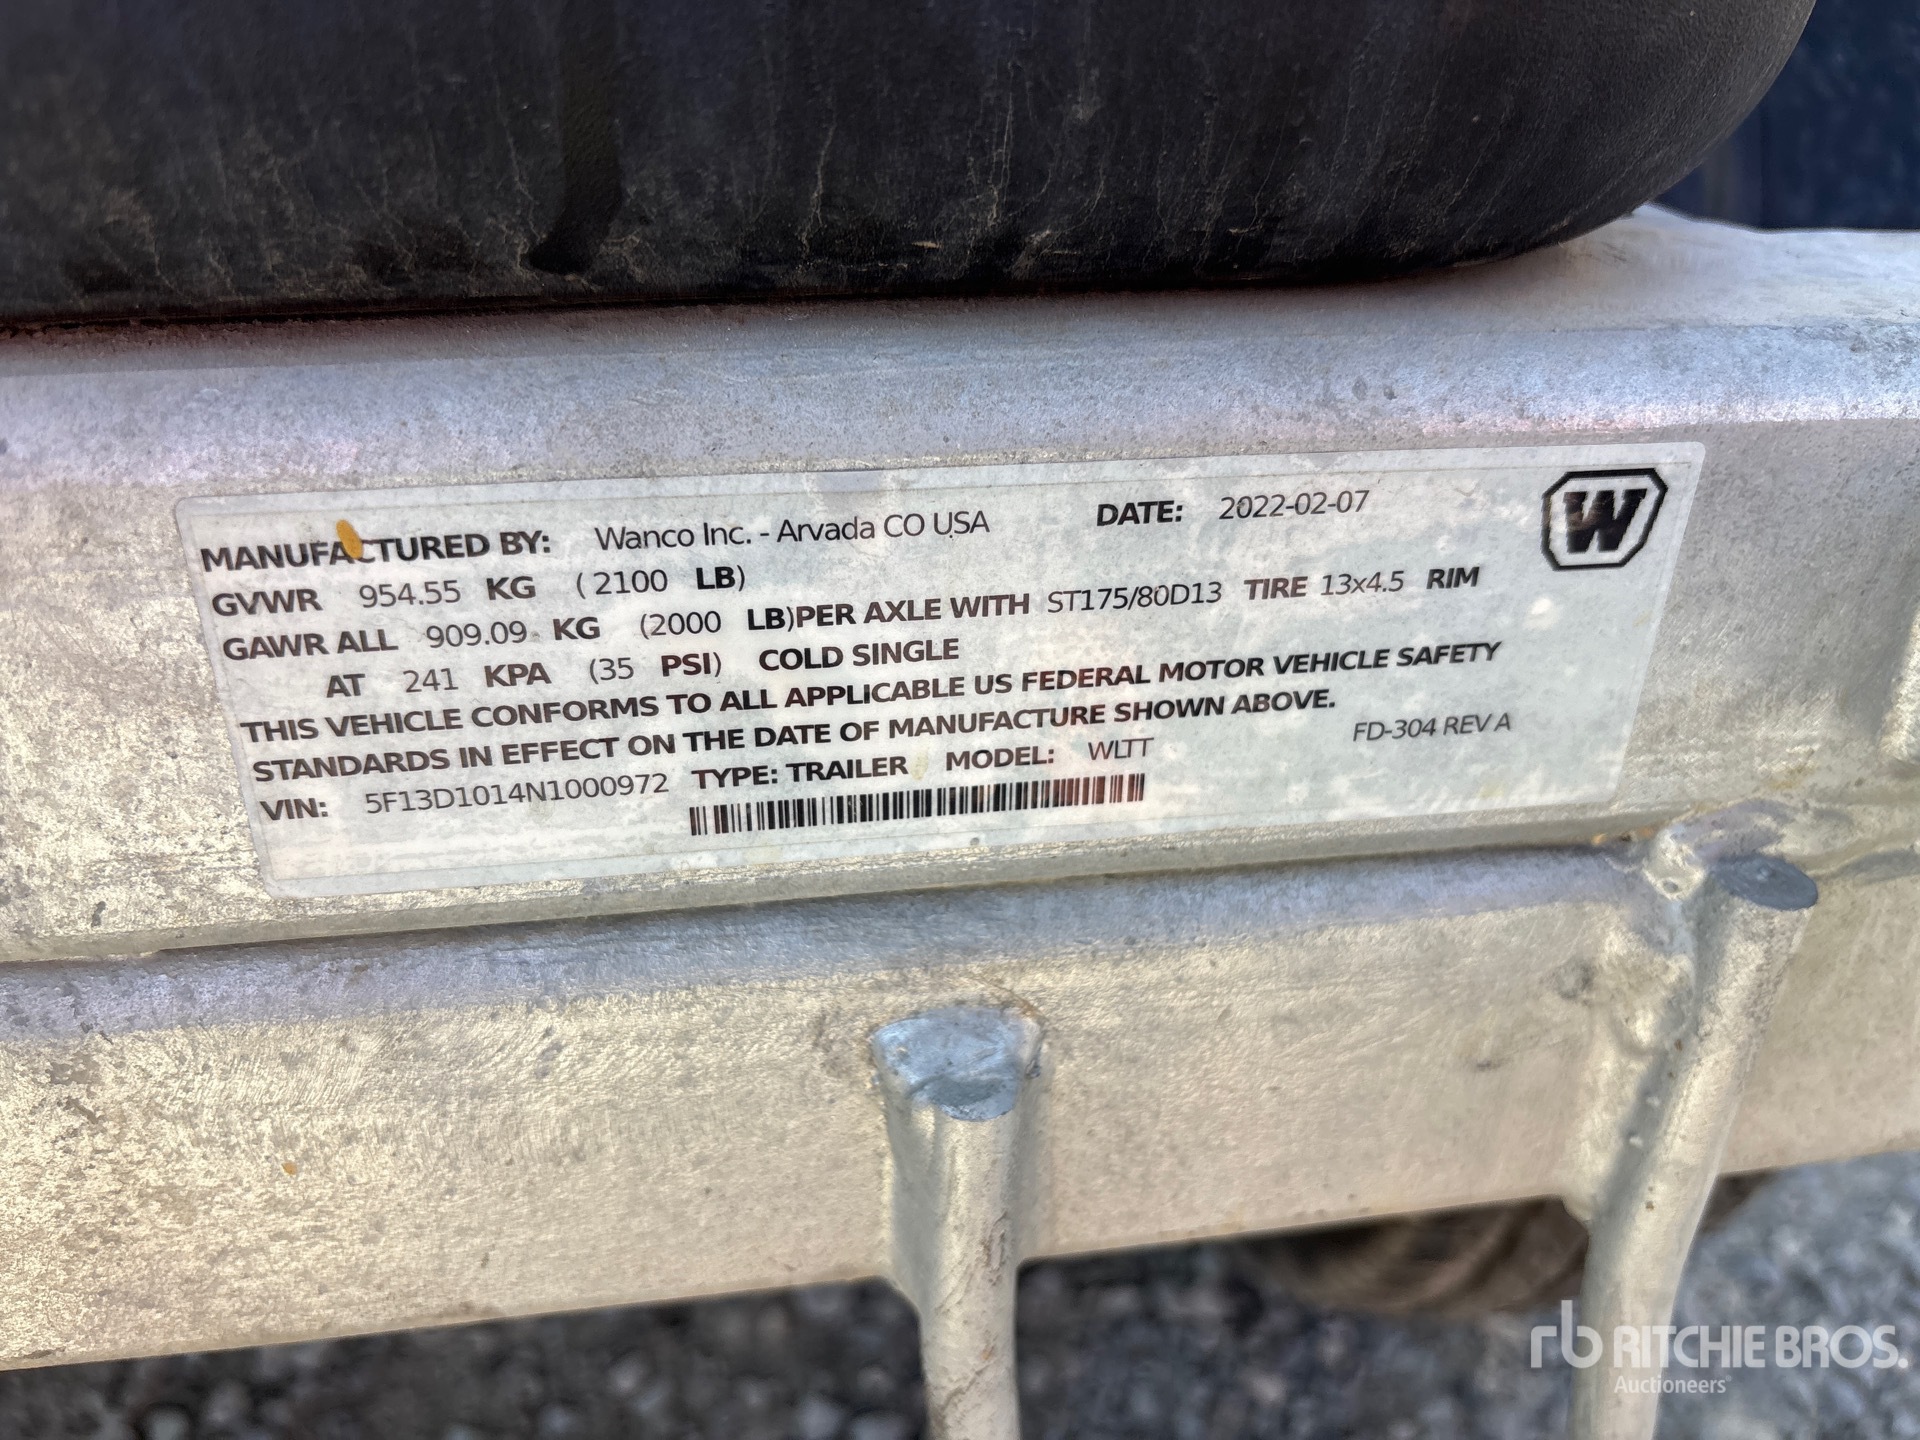 MANUFACTURED BY: Wanco Inc. - Arvada CO USA DATE: 2022-02-07 W
GVWR 954.55 KG (2100 LB)
GAWR ALL 909.09 KG (2000 LB)PER AXLE WITH ST175/80D13 TIRE 13x4.5 RIM
AT 241 KPA (35 PSI) COLD SINGLE
THIS VEHICLE CONFORMS TO ALL APPLICABLE US FEDERAL MOTOR VEHICLE SAFETY
STANDARDS IN EFFECT ON THE DATE OF MANUFACTURE SHOWN ABOVE. FD-304 REV A
VIN: 5F13D1014N1000972 TYPE: TRAILER MODEL: WLTT
rb RITCHIE BROS.
Auctioneers